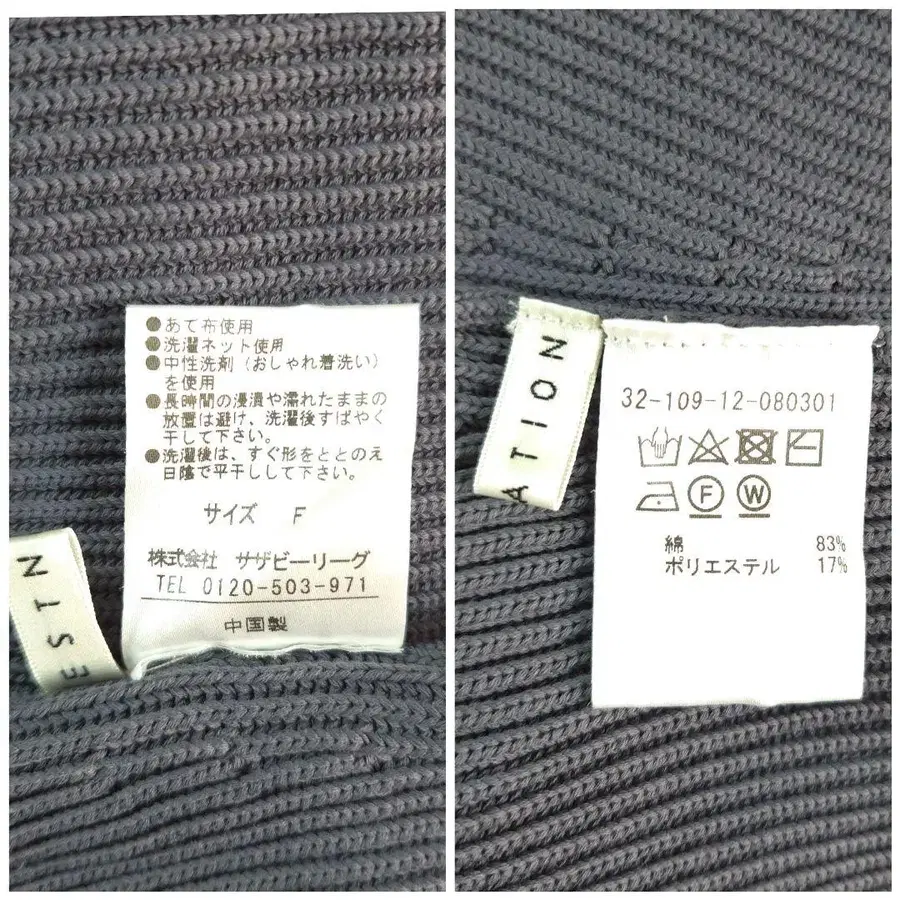 ●あて布使用
●洗濯ネット使用
●中性洗剤（おしゃれ着洗い）
を使用
●長時間の浸漬や濡れたままの
放置は避け、洗濯後すばやく
干して下さい。
●洗濯後は、すぐ形をととのえ
日陰で平干しして下さい。
サイズ F
株式会社 サザビーリーグ
TEL 0120-503-971
中国製
EST N
ATION
32-109-12-080301
F W
綿 83%
ポリエステル 17%